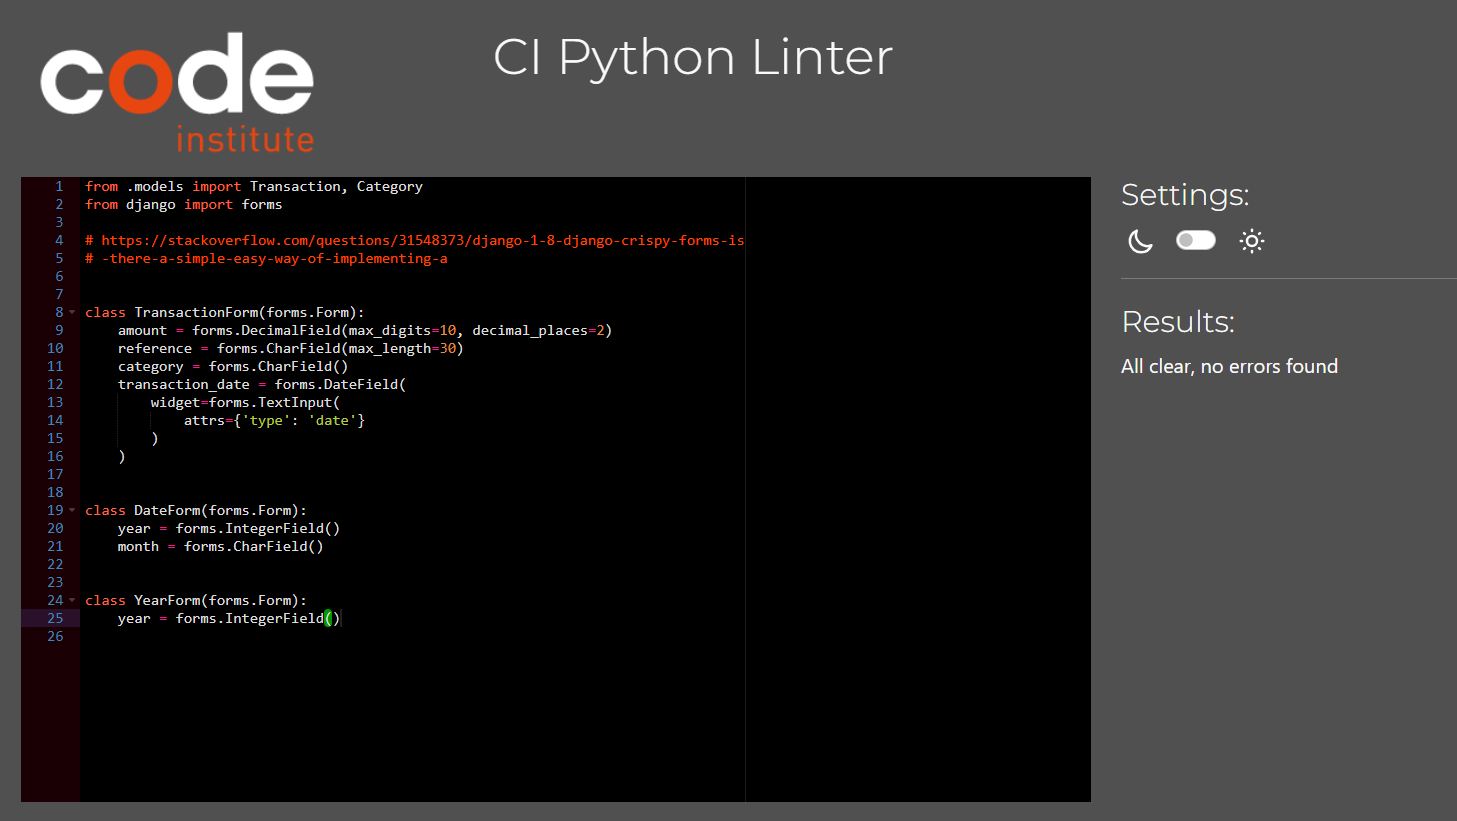 code
institute
CI Python Linter
1 from .models import Transaction, Category
2 from django import forms
3
4 # https://stackoverflow.com/questions/31548373/django-1-8-django-crispy-forms-is
5 # -there-a-simple-easy-way-of-implementing-a
6
7
8 class TransactionForm(forms.Form):
9     amount = forms.DecimalField(max_digits=10, decimal_places=2)
10     reference = forms.CharField(max_length=30)
11     category = forms.CharField()
12     transaction_date = forms.DateField(
13         widget=forms.TextInput(
14             attrs={'type': 'date'}
15         )
16     )
17
18
19 class DateForm(forms.Form):
20     year = forms.IntegerField()
21     month = forms.CharField()
22
23
24 class YearForm(forms.Form):
25     year = forms.IntegerField()
26
Settings:
Results:
All clear, no errors found